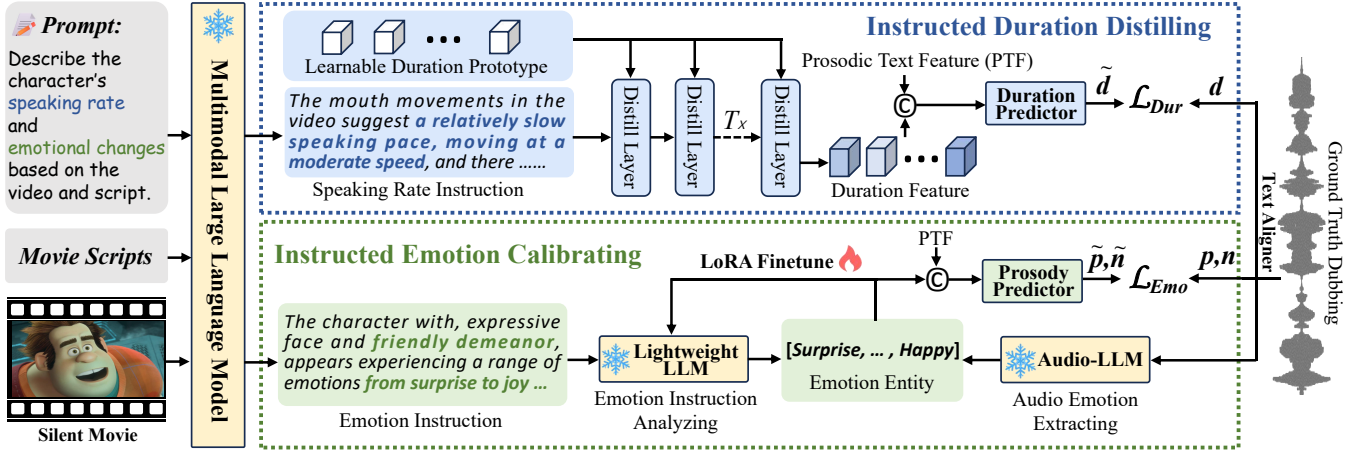 Prompt:
Describe the
character's
speaking rate
and
emotional changes
based on the
video and script.
Movie Scripts
Silent Movie
Multimodal Large Language Model
Instructed Duration Distilling
Learnable Duration Prototype
The mouth movements in the
video suggest a relatively slow
speaking pace, moving at a
moderate speed, and there ......
Speaking Rate Instruction
Distill Layer
Distill Layer
T_X
Distill Layer
Prosodic Text Feature (PTF)
C
Duration Feature
Duration
Predictor
d̃
ℒ_Dur
d
Instructed Emotion Calibrating
The character with, expressive
face and friendly demeanor,
appears experiencing a range of
emotions from surprise to joy ...
Emotion Instruction
LoRA Finetune
Lightweight
LLM
Emotion Instruction
Analyzing
[Surprise, ... , Happy]
Emotion Entity
PTF
C
Prosody
Predictor
p̃,ñ
ℒ_Emo
p,n
Audio-LLM
Audio Emotion
Extracting
Text Aligner
Ground Truth Dubbing